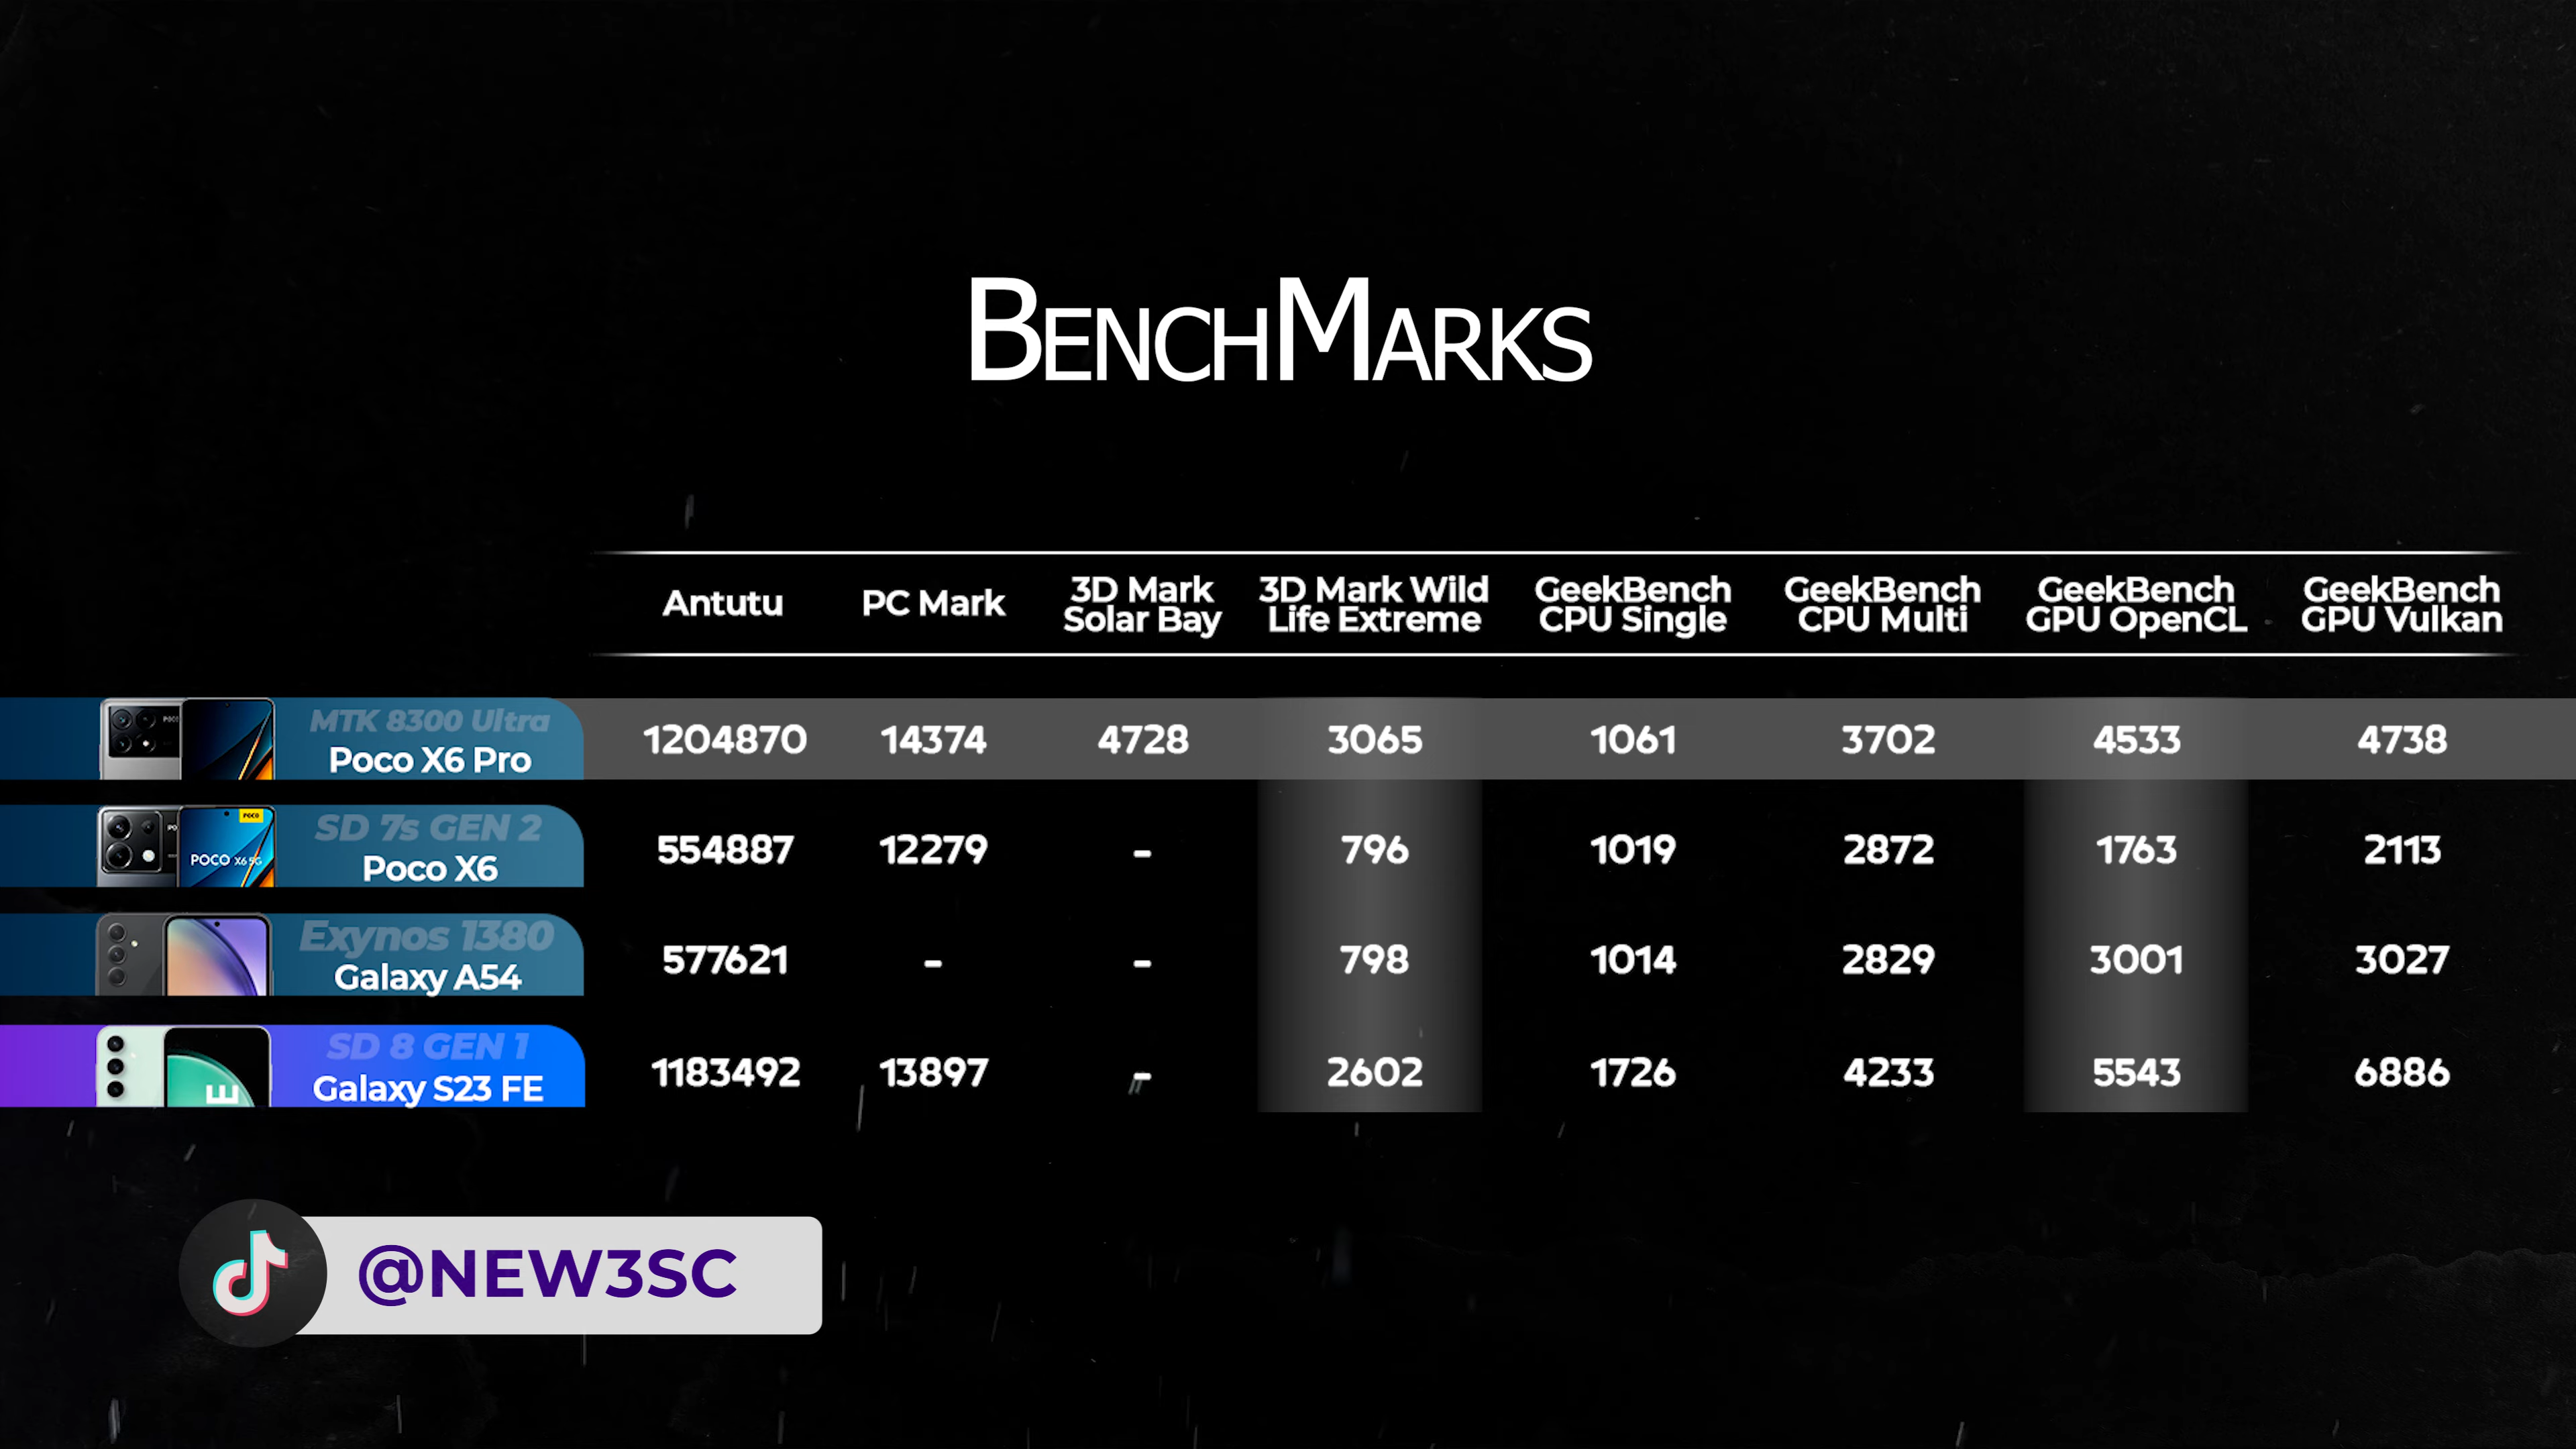 BENCHMARKS
Antutu PC Mark 3D Mark Solar Bay 3D Mark Wild Life Extreme GeekBench CPU Single GeekBench CPU Multi GeekBench GPU OpenCL GeekBench GPU Vulkan
MTK 8300 Ultra
Poco X6 Pro 1204870 14374 4728 3065 1061 3702 4533 4738
SD 7s GEN 2
POCO X6 5G
Poco X6 554887 12279 - 796 1019 2872 1763 2113
Exynos 1380
Galaxy A54 577621 - - 798 1014 2829 3001 3027
SD 8 GEN 1
Galaxy S23 FE 1183492 13897 - 2602 1726 4233 5543 6886
@NEW3SC